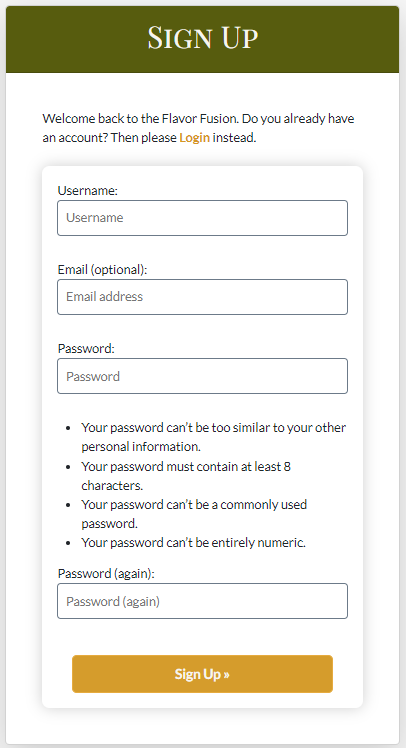 Sign Up
Welcome back to the Flavor Fusion. Do you already have
an account? Then please Login instead.
Username:
Username
Email (optional):
Email address
Password:
Password
• Your password can't be too similar to your other
personal information.
• Your password must contain at least 8
characters.
• Your password can't be a commonly used
password.
• Your password can't be entirely numeric.
Password (again):
Password (again)
Sign Up »